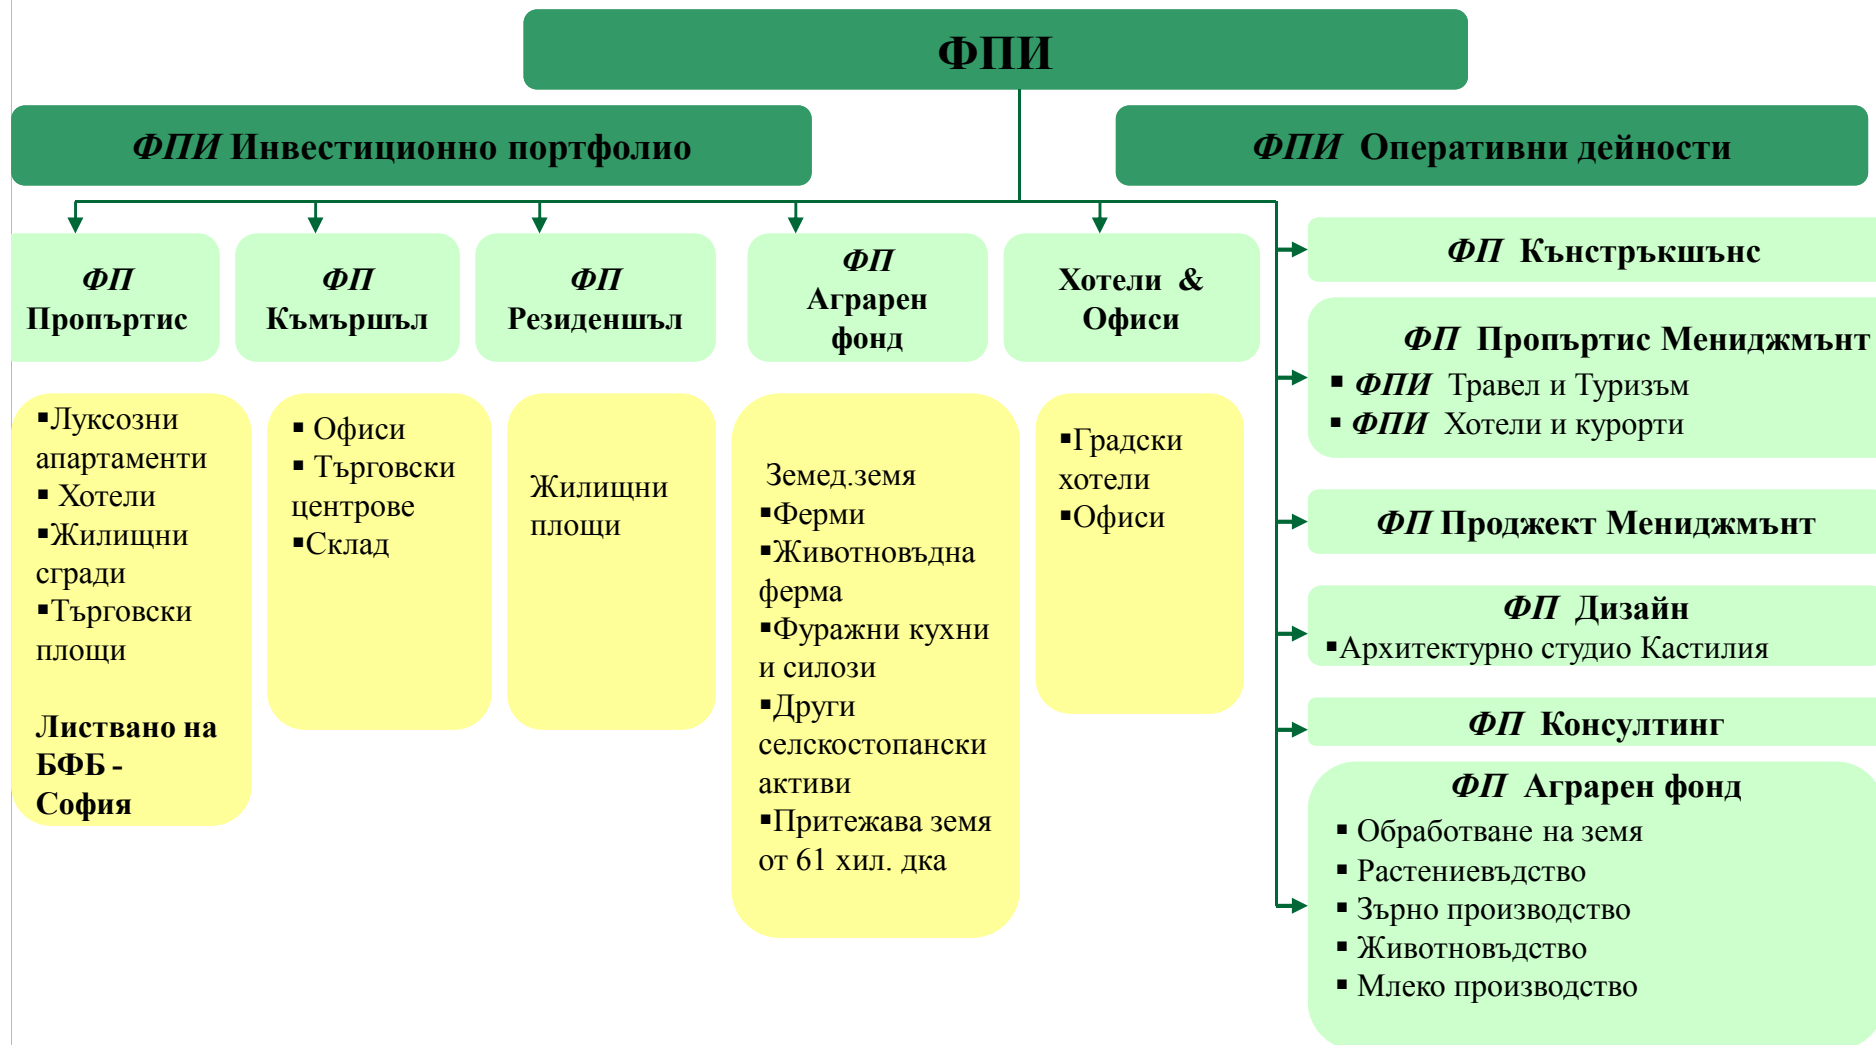 ФПИ
ФПИ Инвестиционно портфолио
ФПИ Оперативни дейности
ФП
Пропъртис
ФП
Къмършъл
ФП
Резиденшъл
ФП
Аграрен
фонд
Хотели &
Офиси
▪Луксозни
апартаменти
▪ Хотели
▪Жилищни
сгради
▪Търговски
площи
Листвано на
БФБ -
София
▪ Офиси
▪ Търговски
центрове
▪Склад
Жилищни
площи
Земед.земя
▪Ферми
▪Животновъдна
ферма
▪Фуражни кухни
и силози
▪Други
селскостопански
активи
▪Притежава земя
от 61 хил. дка
▪Градски
хотели
▪Офиси
ФП Кънстръкшънс
ФП Пропъртис Мениджмънт
▪ ФПИ Травел и Туризъм
▪ ФПИ Хотели и курорти
ФП Проджект Мениджмънт
ФП Дизайн
▪Архитектурно студио Кастилия
ФП Консултинг
ФП Аграрен фонд
▪ Обработване на земя
▪ Растениевъдство
▪ Зърно производство
▪ Животновъдство
▪ Млеко производство